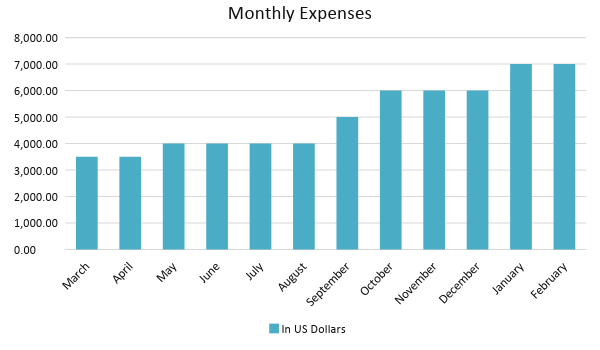 Monthly Expenses
8,000.00
7,000.00
6,000.00
5,000.00
4,000.00
3,000.00
2,000.00
1,000.00
0.00
March
April
May
June
July
August
September
October
November
December
January
February
In US Dollars